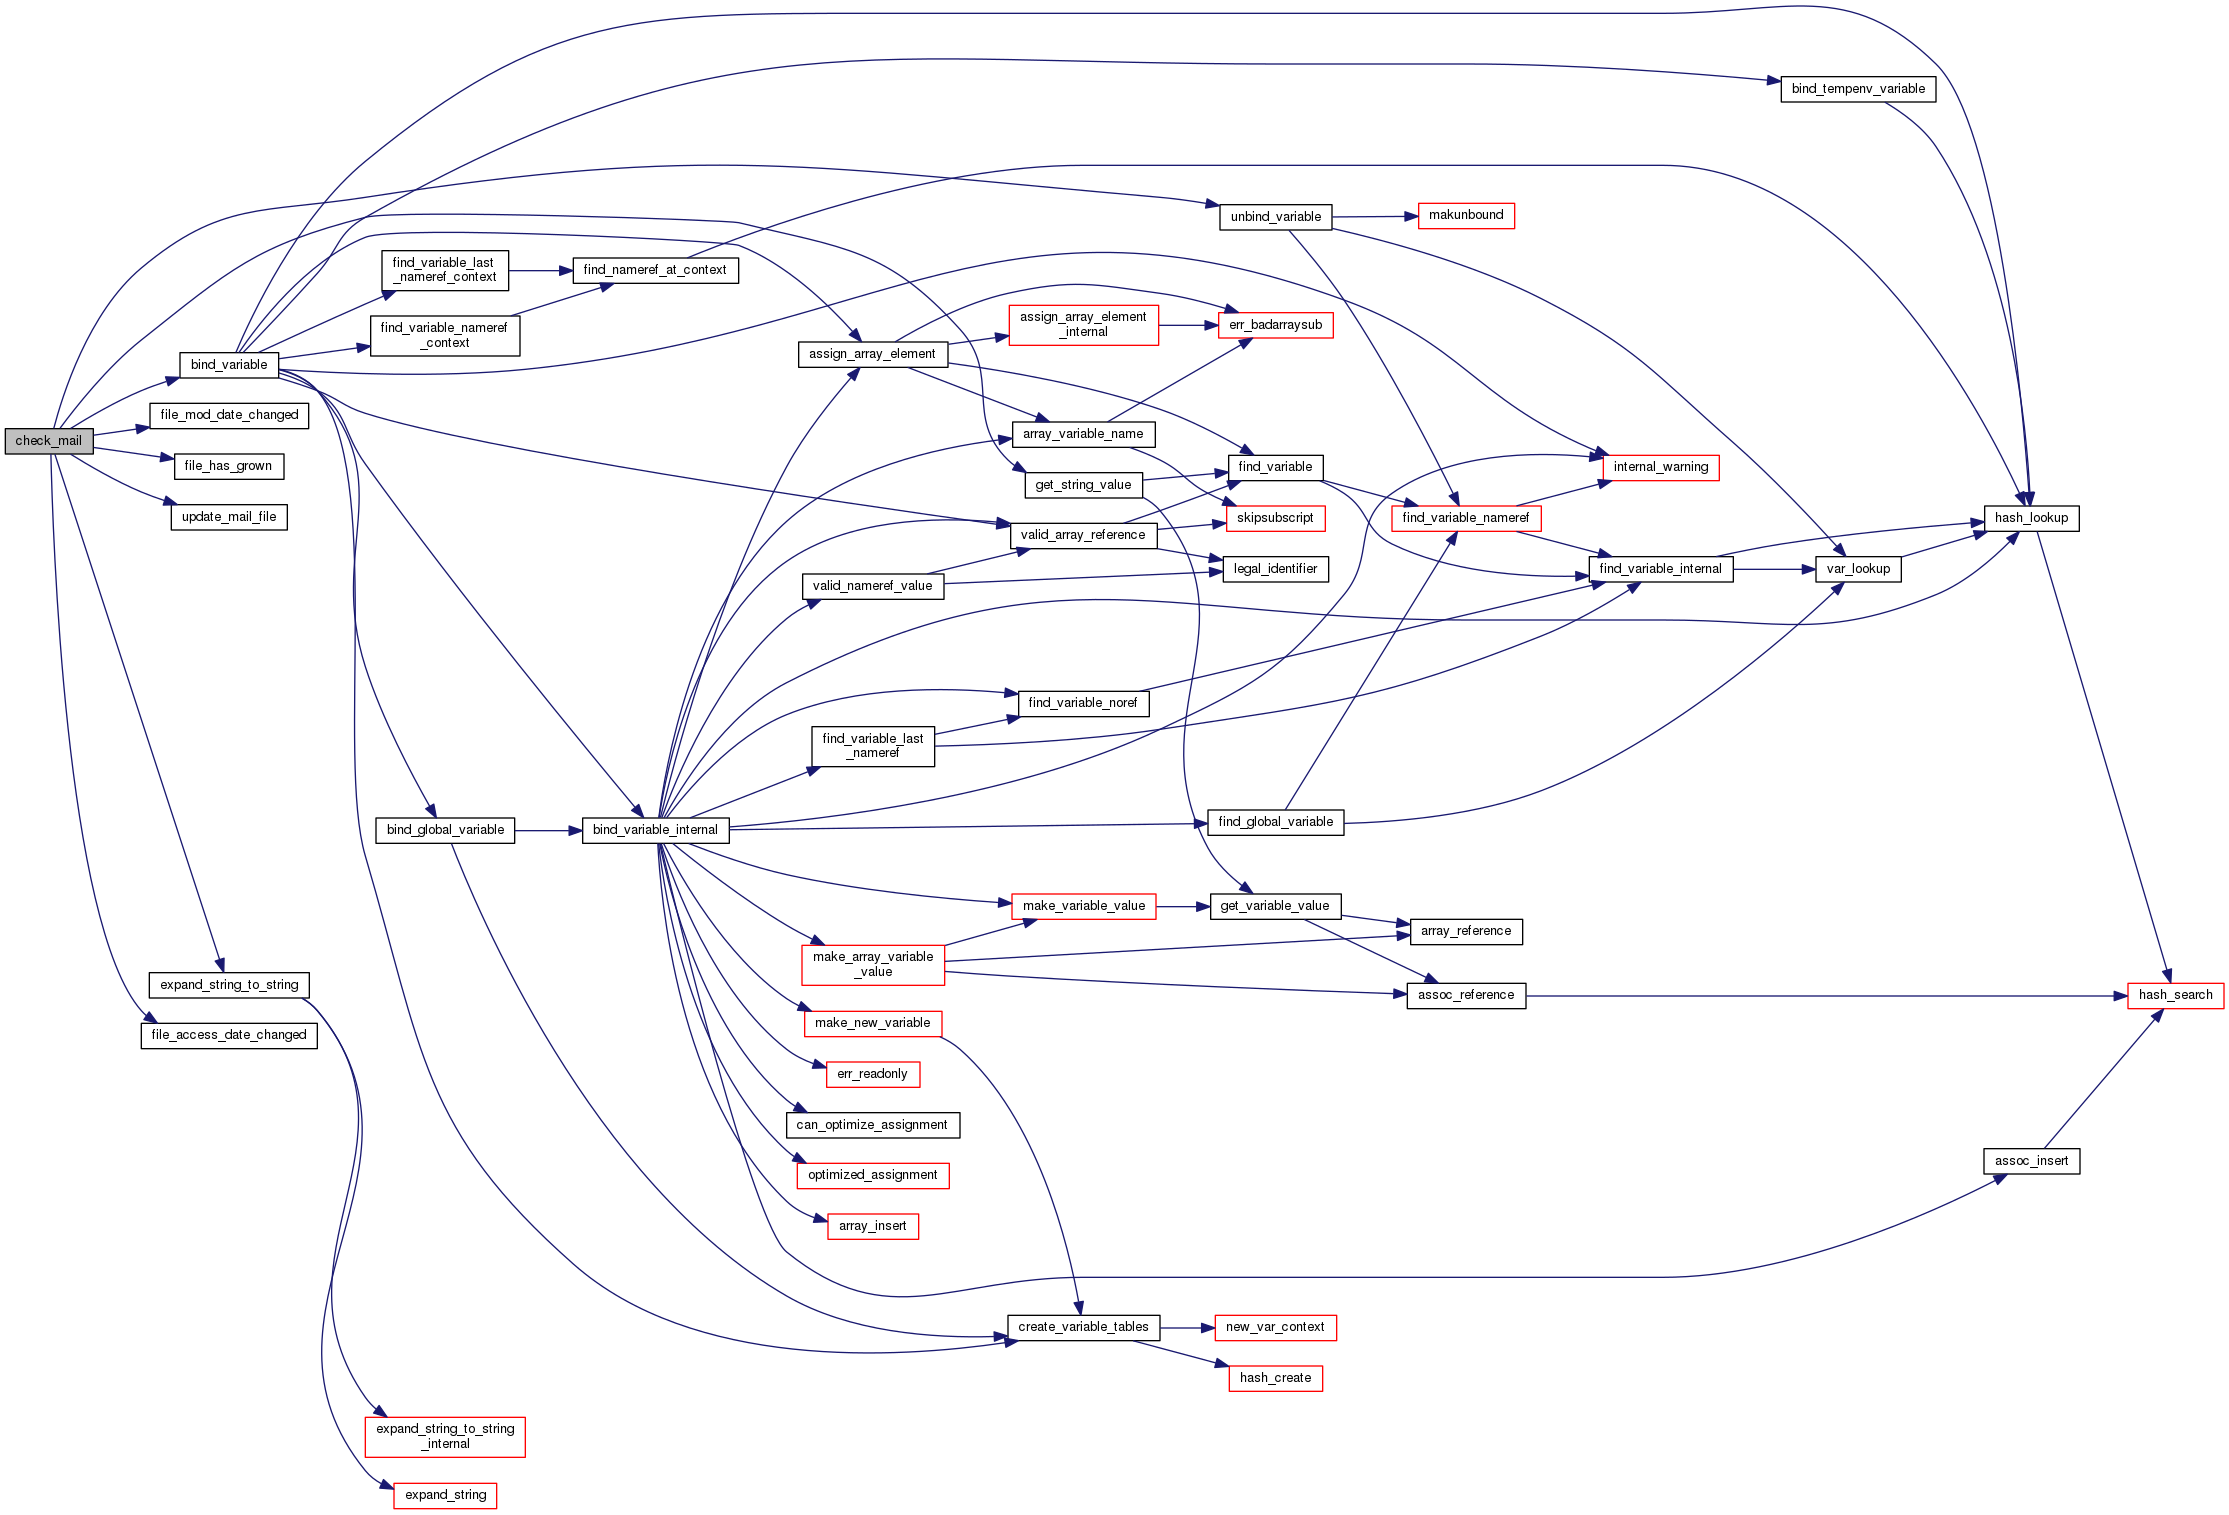 check_mail
bind_variable
file_mod_date_changed
file_has_grown
update_mail_file
expand_string_to_string
file_access_date_changed
find_variable_last
_nameref_context
find_variable_nameref
_context
bind_global_variable
expand_string_to_string
_internal
expand_string
find_nameref_at_context
bind_variable_internal
assign_array_element
valid_nameref_value
find_variable_last
_nameref
make_array_variable
_value
make_new_variable
err_readonly
can_optimize_assignment
optimized_assignment
array_insert
assign_array_element
_internal
array_variable_name
get_string_value
valid_array_reference
find_variable_noref
make_variable_value
create_variable_tables
unbind_variable
err_badarraysub
find_variable
skipsubscript
legal_identifier
find_global_variable
get_variable_value
new_var_context
hash_create
makunbound
find_variable_nameref
array_reference
assoc_reference
internal_warning
find_variable_internal
bind_tempenv_variable
var_lookup
hash_lookup
assoc_insert
hash_search